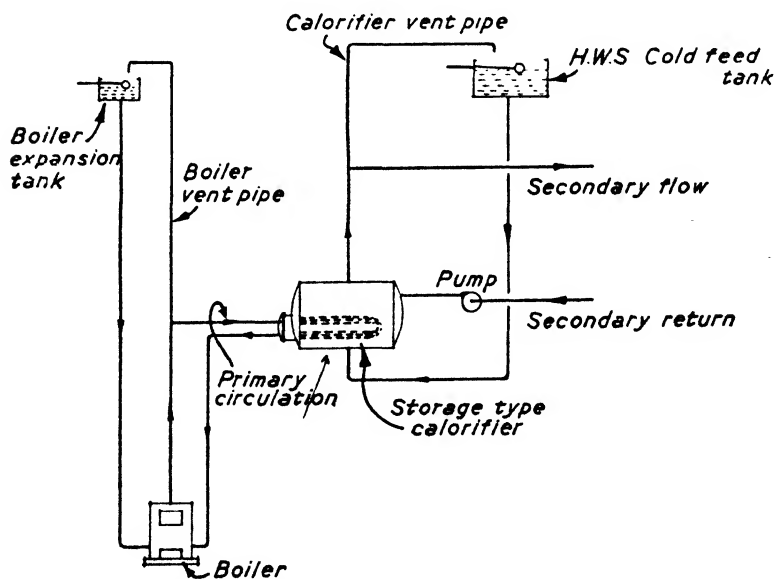 Calorifier vent pipe
H.W.S Cold feed
tank
Boiler
expansion
tank
Boiler
vent pipe
Secondary flow
Pump
Secondary return
Primary
circulation
Storage type
calorifier
Boiler